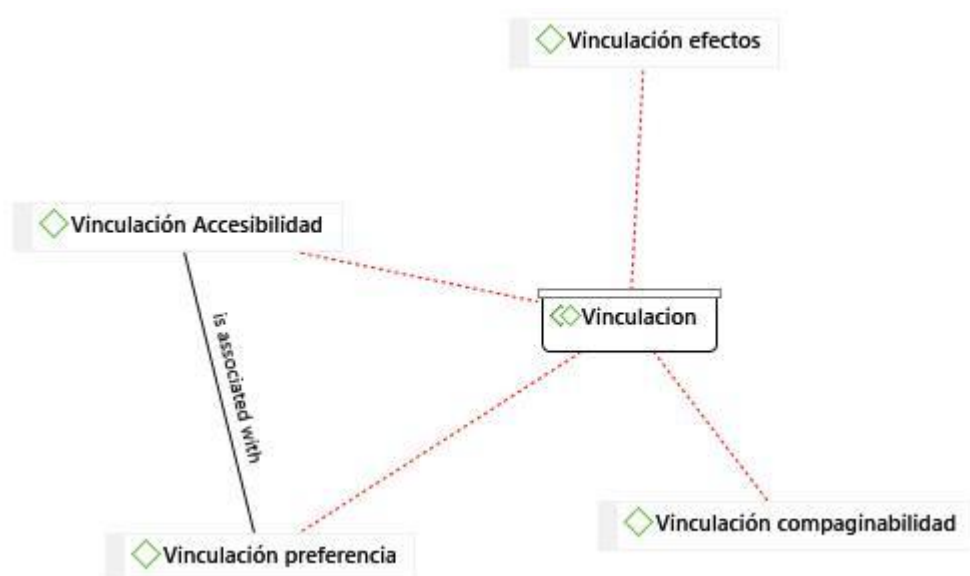 Vinculación efectos
Vinculación Accesibilidad
Vinculacion
is associated with
Vinculación compaginabilidad
Vinculación preferencia